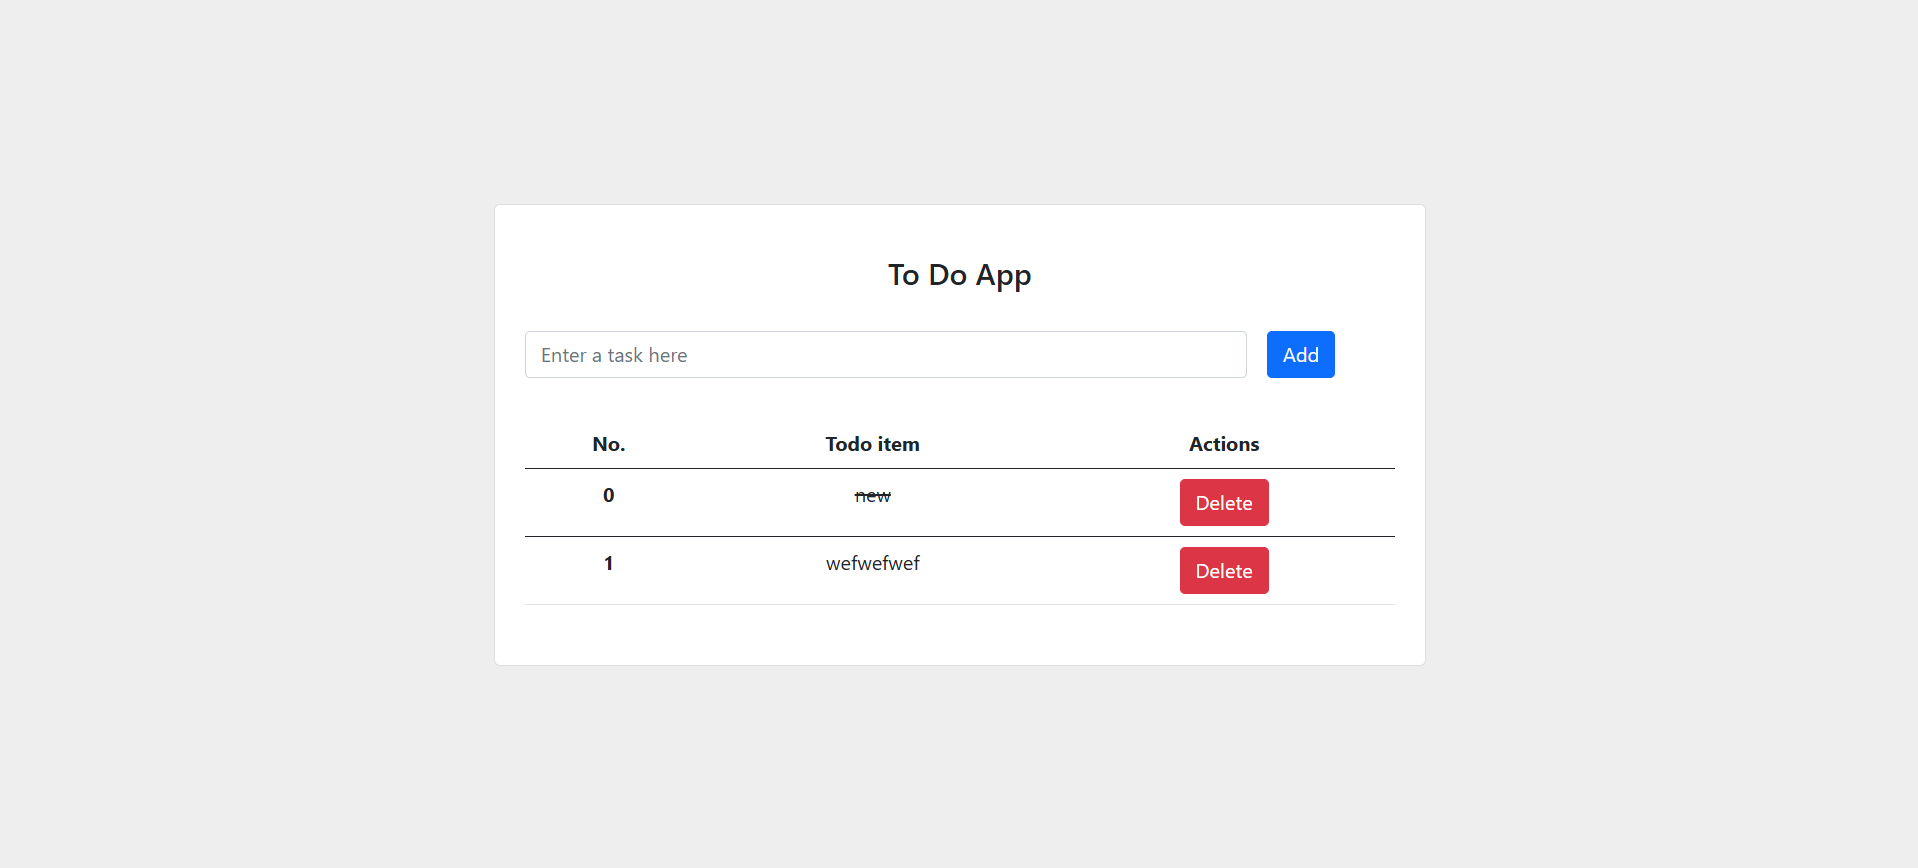 To Do App
Enter a task here Add
No. Todo item Actions
0 new Delete
1 wefwefwef Delete